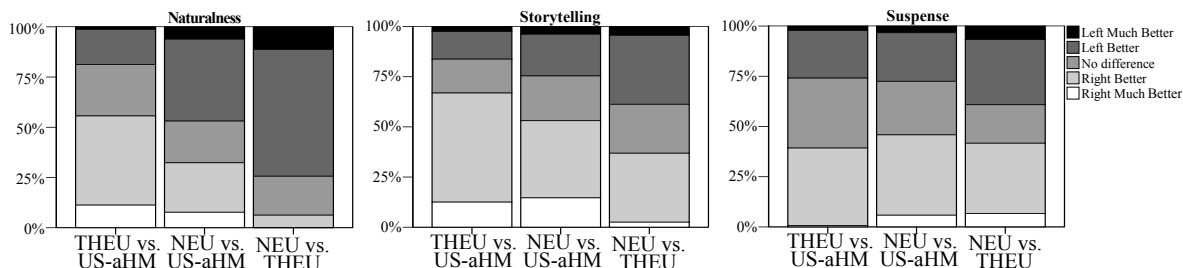 Naturalness
100%
75%
50%
25%
0%
THEU vs.
US-aHM
NEU vs.
US-aHM
NEU vs.
THEU
Storytelling
100%
75%
50%
25%
0%
THEU vs.
US-aHM
NEU vs.
US-aHM
NEU vs.
THEU
Suspense
100%
75%
50%
25%
0%
THEU vs.
US-aHM
NEU vs.
US-aHM
NEU vs.
THEU
Left Much Better
Left Better
No difference
Right Better
Right Much Better